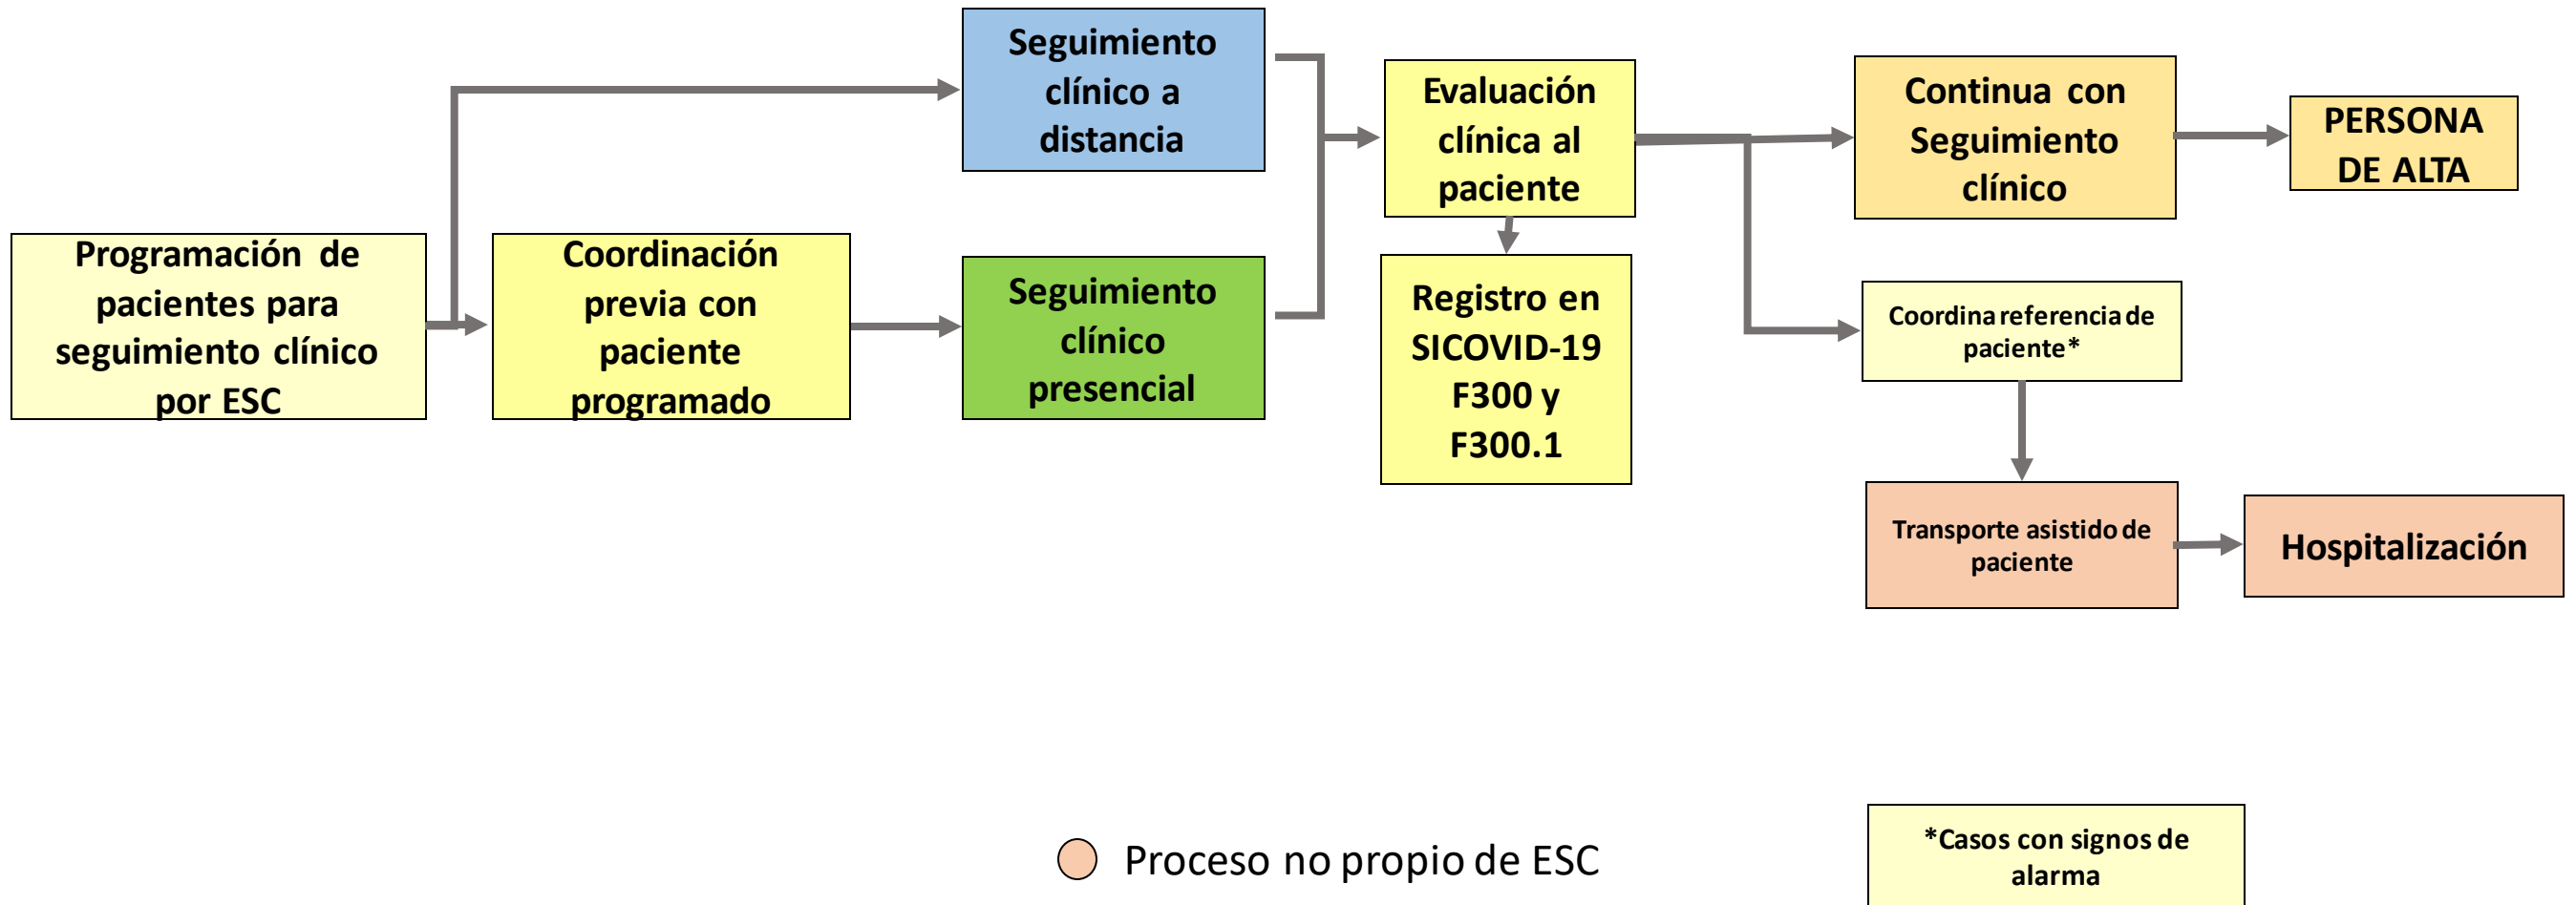 Seguimiento
clínico a
distancia
Evaluación
clínica al
paciente
Continua con
Seguimiento
clínico
PERSONA
DE ALTA
Programación de
pacientes para
seguimiento clínico
por ESC
Coordinación
previa con
paciente
programado
Seguimiento
clínico
presencial
Registro en
SICOVID-19
F300 y
F300.1
Coordina referencia de
paciente*
Transporte asistido de
paciente
Hospitalización
Proceso no propio de ESC
*Casos con signos de
alarma